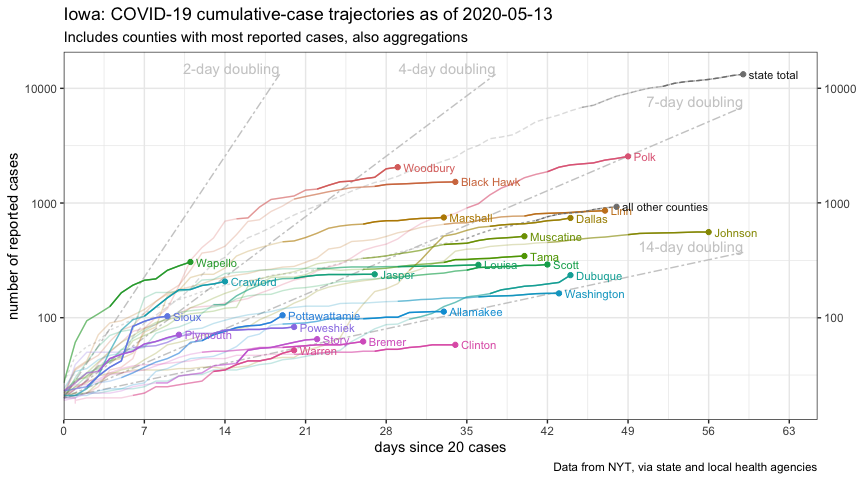 Iowa: COVID-19 cumulative-case trajectories as of 2020-05-13
Includes counties with most reported cases, also aggregations
2-day doubling
4-day doubling
state total
10000
10000
7-day doubling
Polk
Woodbury
Black Hawk
1000
1000
all other counties
Linn
Marshall
Dallas
Johnson
Muscatine
14-day doubling
Tama
Wapello
Louisa
Scott
Jasper
Dubuque
Crawford
Washington
100
100
Sioux
Pottawattamie
Allamakee
Poweshiek
Plymouth
Story
Bremer
Warren
Clinton
number of reported cases
0 7 14 21 28 35 42 49 56 63
days since 20 cases
Data from NYT, via state and local health agencies